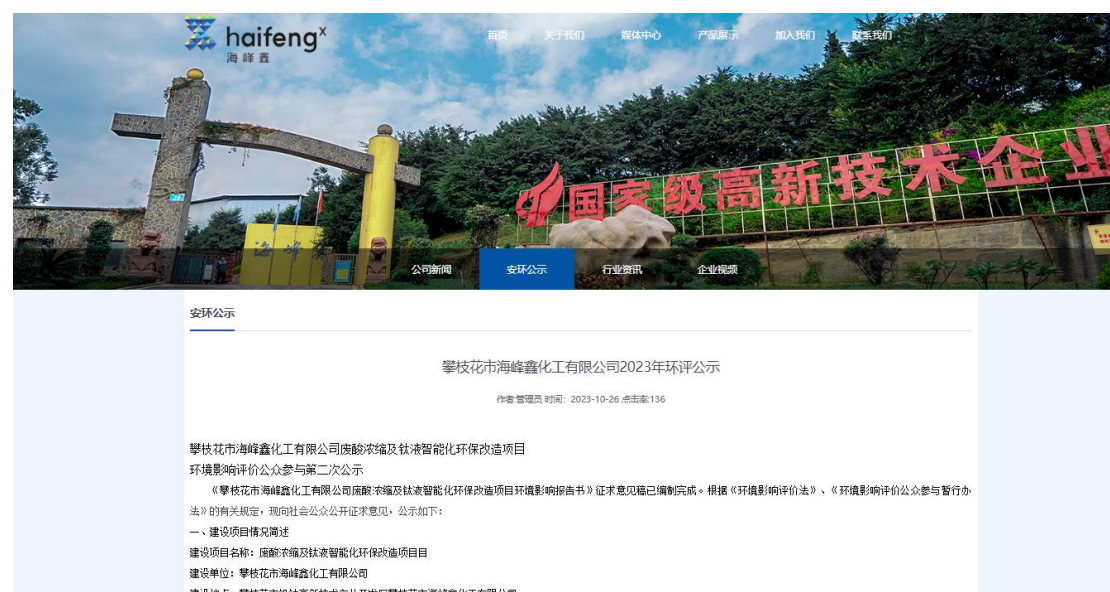 haifengx
海峰鑫
首页 关于我们 媒体中心 产品展示 加入我们 联系我们
国家级高新技术企业
海峰
公司新闻 安环公示 行业资讯 企业视频
安环公示
攀枝花市海峰鑫化工有限公司2023年环评公示
作者:管理员 时间：2023-10-26 点击率:136
攀枝花市海峰鑫化工有限公司废酸浓缩及钛液智能化环保改造项目
环境影响评价公众参与第二次公示
《攀枝花市海峰鑫化工有限公司废酸浓缩及钛液智能化环保改造项目环境影响报告书》征求意见稿已编制完成。根据《环境影响评价法》、《环境影响评价公众参与暂行办
法》的有关规定，现向社会公众公开征求意见，公示如下：
一、建设项目情况简述
建设项目名称：废酸浓缩及钛液智能化环保改造项目目
建设单位：攀枝花市海峰鑫化工有限公司